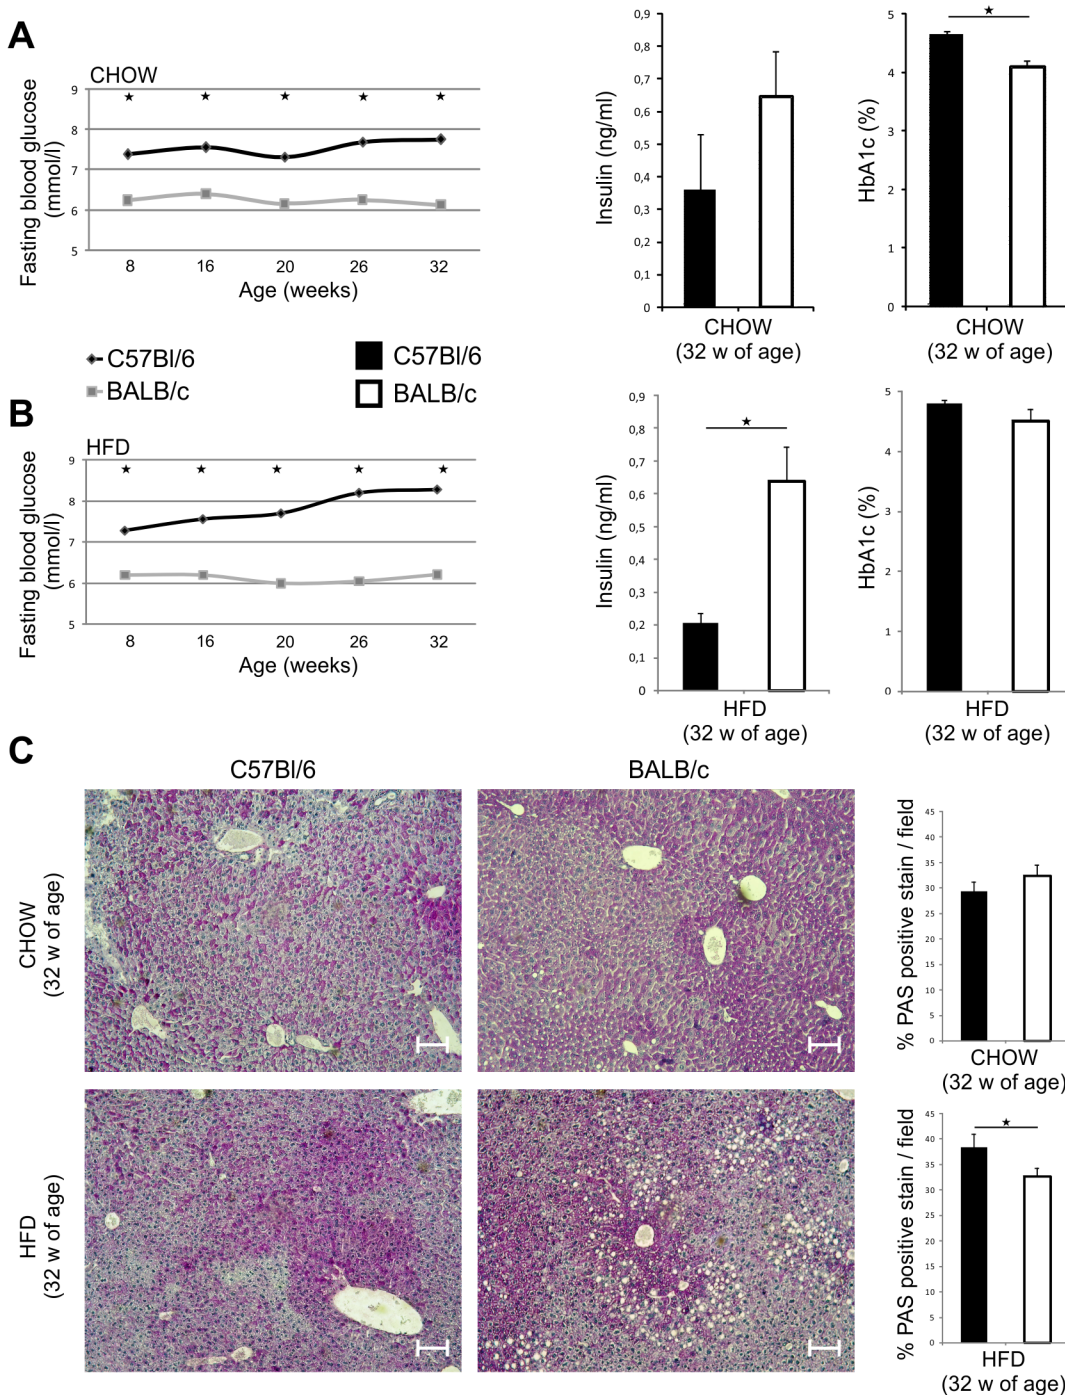 A
CHOW
Fasting blood glucose
(mmol/l)
9
8
7
6
5
★ ★ ★ ★ ★
8 16 20 26 32
Age (weeks)
Insulin (ng/ml)
0,9
0,8
0,7
0,6
0,5
0,4
0,3
0,2
0,1
0
CHOW
(32 w of age)
HbA1c (%)
5
4
3
2
1
0
★
CHOW
(32 w of age)
C57Bl/6
BALB/c
C57Bl/6
BALB/c
B
HFD
Fasting blood glucose
(mmol/l)
9
8
7
6
5
★ ★ ★ ★ ★
8 16 20 26 32
Age (weeks)
Insulin (ng/ml)
0,9
0,8
0,7
0,6
0,5
0,4
0,3
0,2
0,1
0
★
HFD
(32 w of age)
HbA1c (%)
5
4
3
2
1
0
HFD
(32 w of age)
C
C57Bl/6
BALB/c
CHOW
(32 w of age)
HFD
(32 w of age)
% PAS positive stain / field
45
40
35
30
25
20
15
10
5
0
CHOW
(32 w of age)
% PAS positive stain / field
45
40
35
30
25
20
15
10
5
0
★
HFD
(32 w of age)